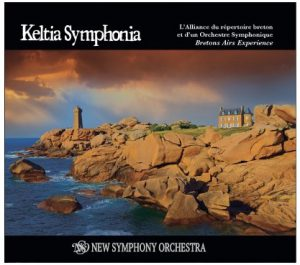 Keltia Symphonia
L'Alliance du répertoire breton
et d'un Orchestre Symphonique
Bretons Airs Experience
NEW SYMPHONY ORCHESTRA